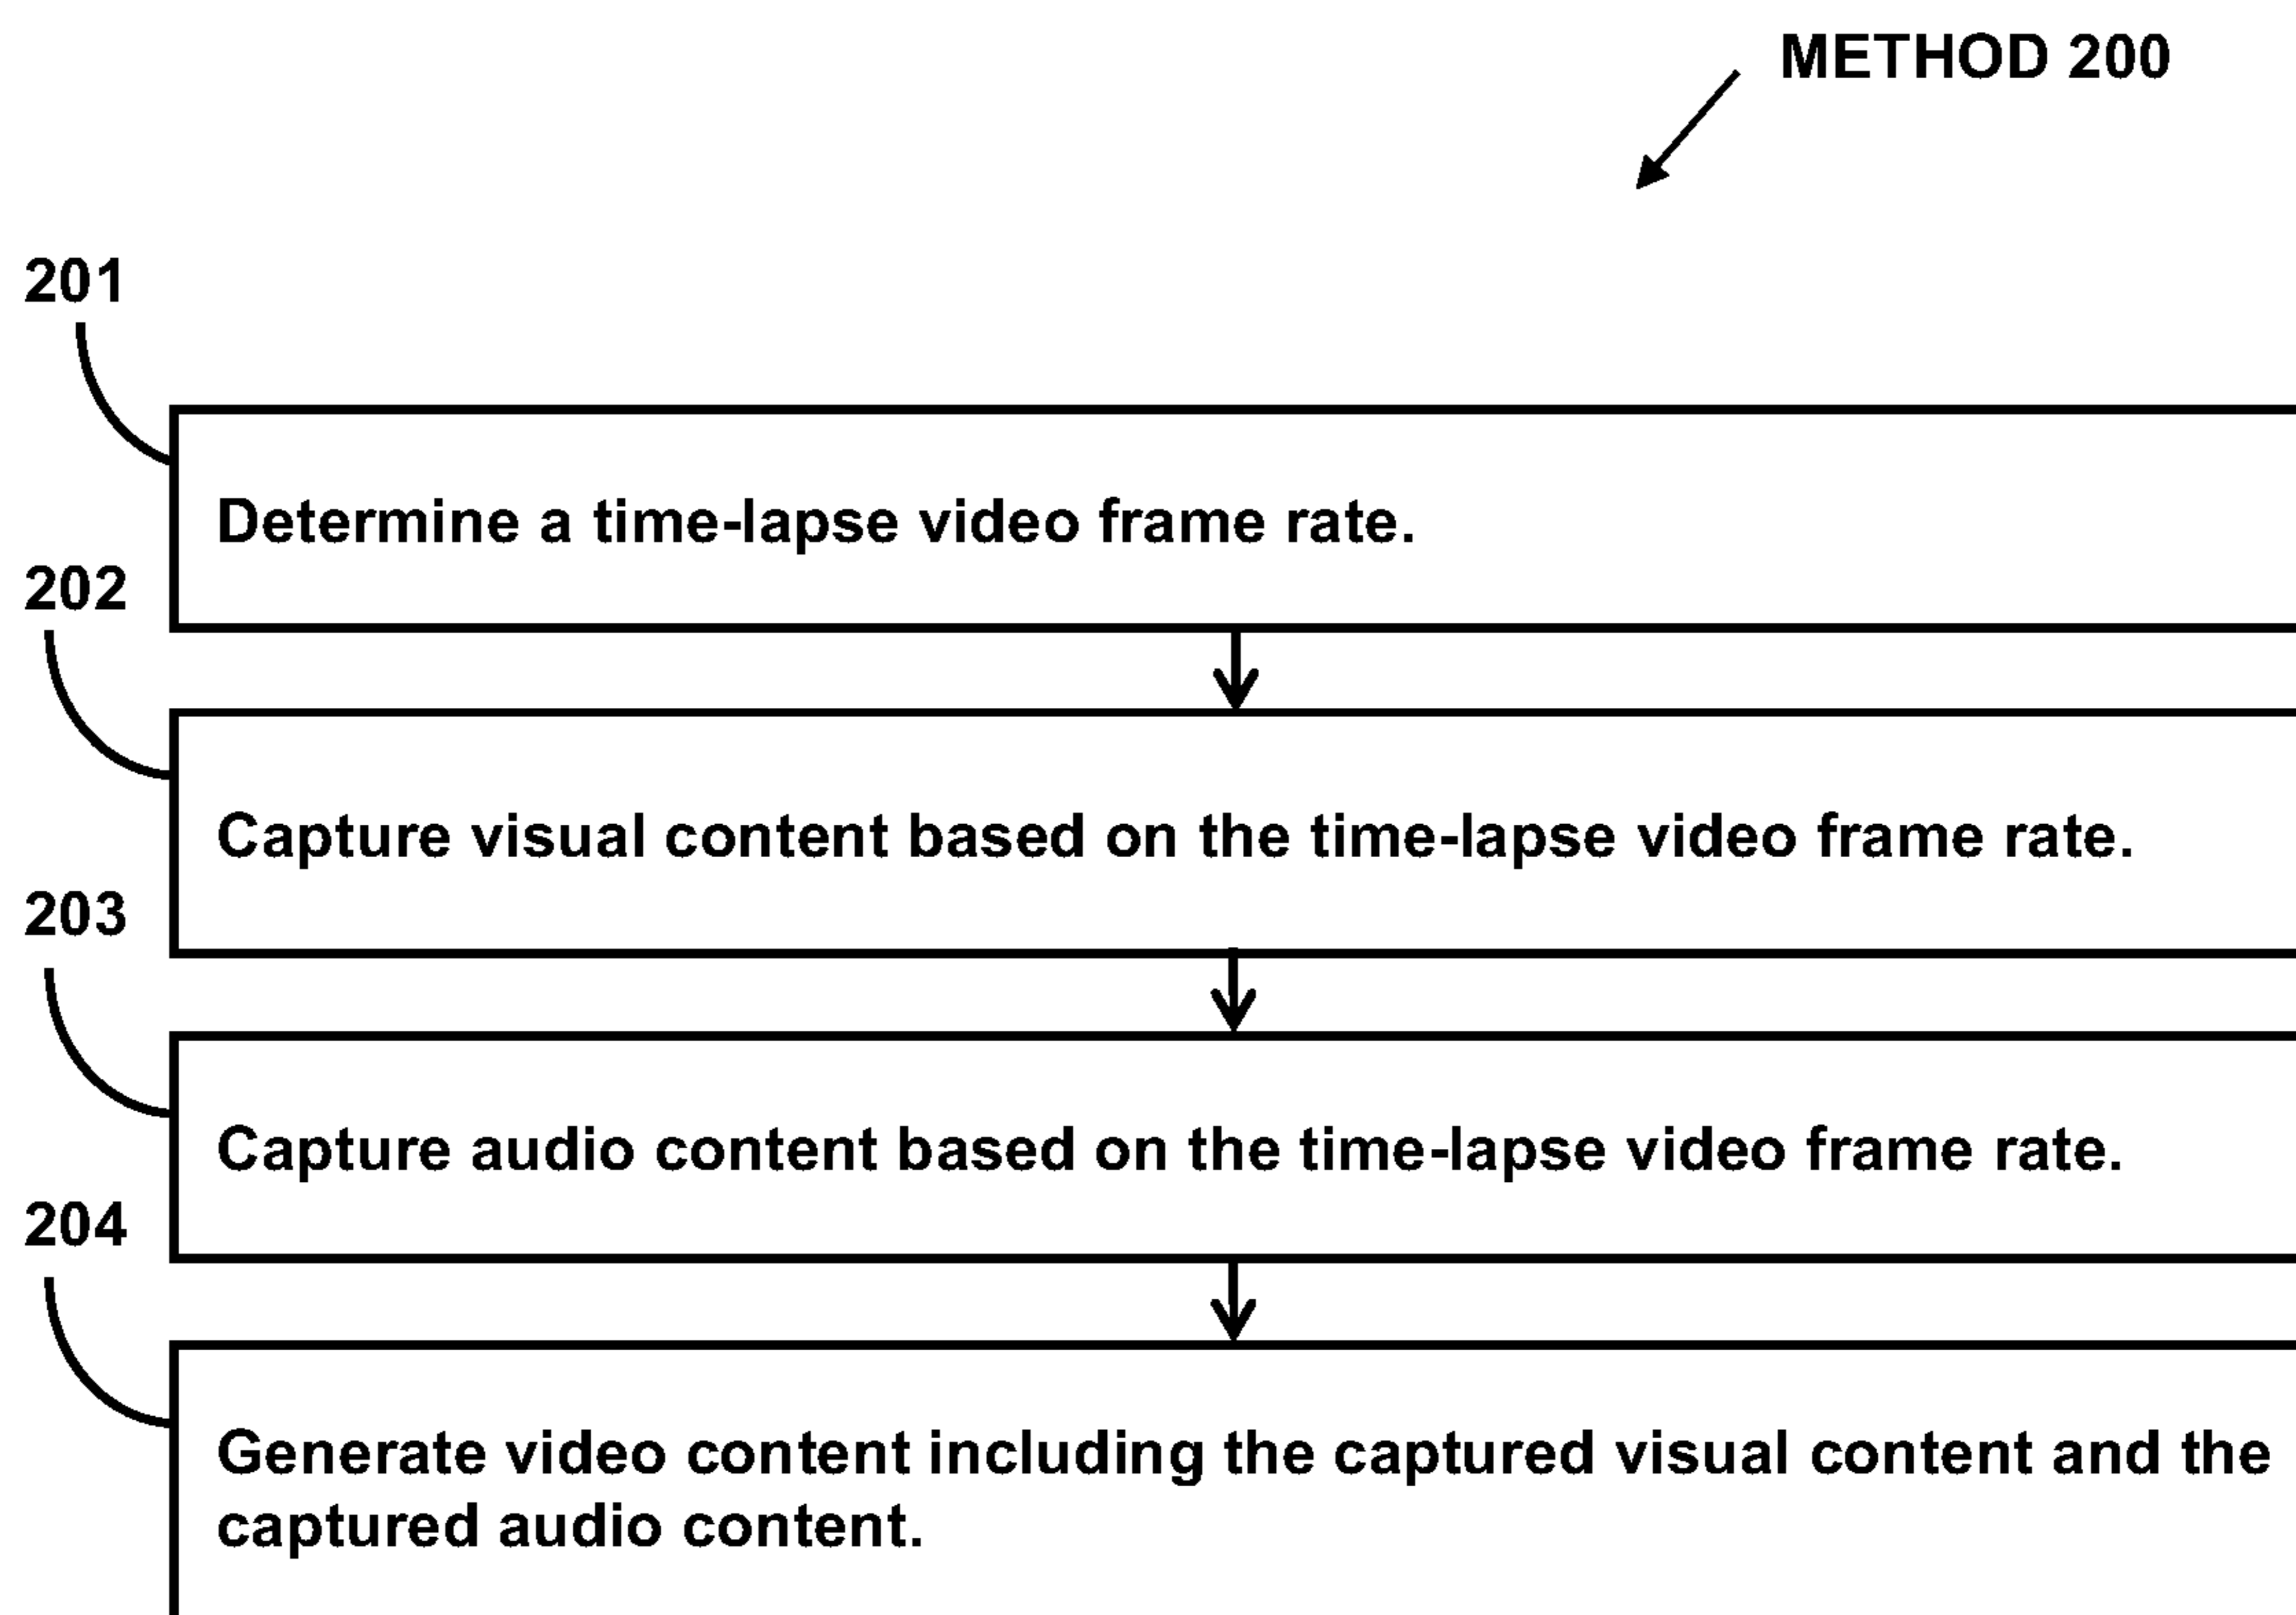 METHOD 200
201
Determine a time-lapse video frame rate.
202
Capture visual content based on the time-lapse video frame rate.
203
Capture audio content based on the time-lapse video frame rate.
204
Generate video content including the captured visual content and the
captured audio content.